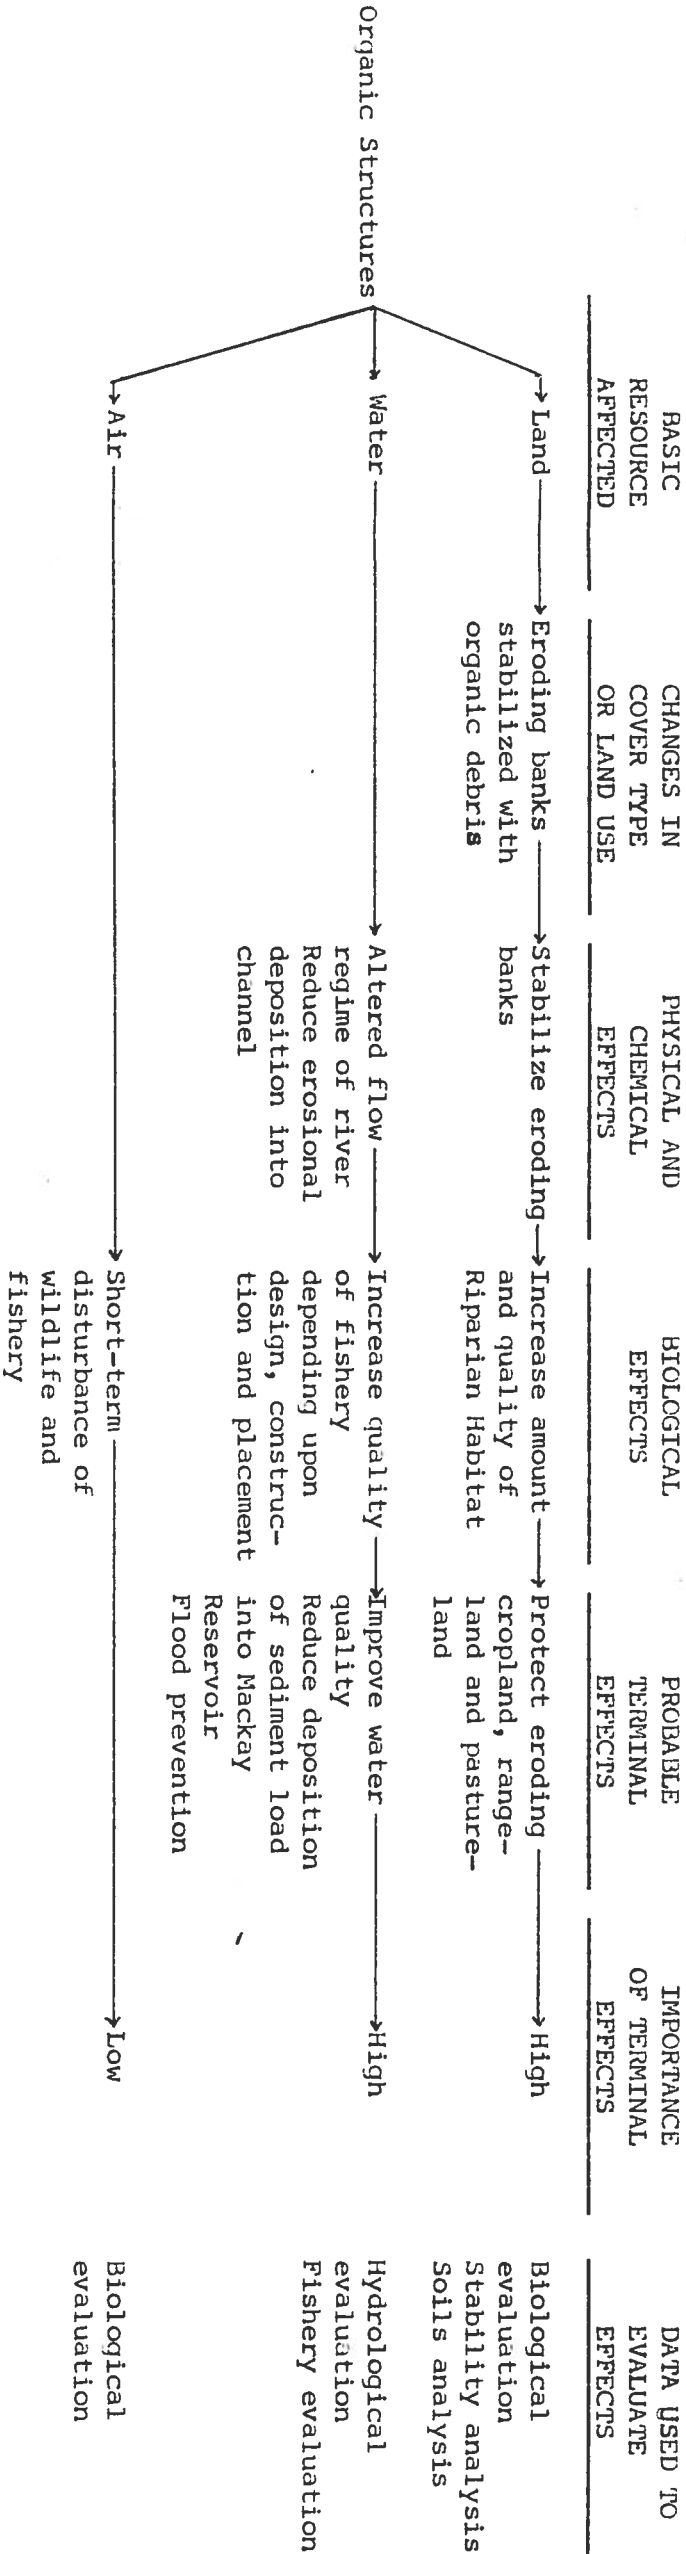 BASIC
RESOURCE
AFFECTED
CHANGES IN
COVER TYPE
OR LAND USE
PHYSICAL AND
CHEMICAL
EFFECTS
BIOLOGICAL
EFFECTS
PROBABLE
TERMINAL
EFFECTS
IMPORTANCE
OF TERMINAL
EFFECTS
DATA USED TO
EVALUATE
EFFECTS
Organic Structures
Land
Eroding banks
stabilized with
organic debris
Stabilize eroding
banks
Increase amount
and quality of
Riparian Habitat
Protect eroding
cropland, range-
land and pasture-
land
High
Biological
evaluation
Stability analysis
Soils analysis
Water
Altered flow
regime of river
Reduce erosional
deposition into
channel
Increase quality
of fishery
depending upon
design, construc-
tion and placement
Improve water
quality
Reduce deposition
of sediment load
into Mackay
Reservoir
Flood prevention
High
Hydrological
evaluation
Fishery evaluation
Air
Short-term
disturbance of
wildlife and
fishery
Low
Biological
evaluation